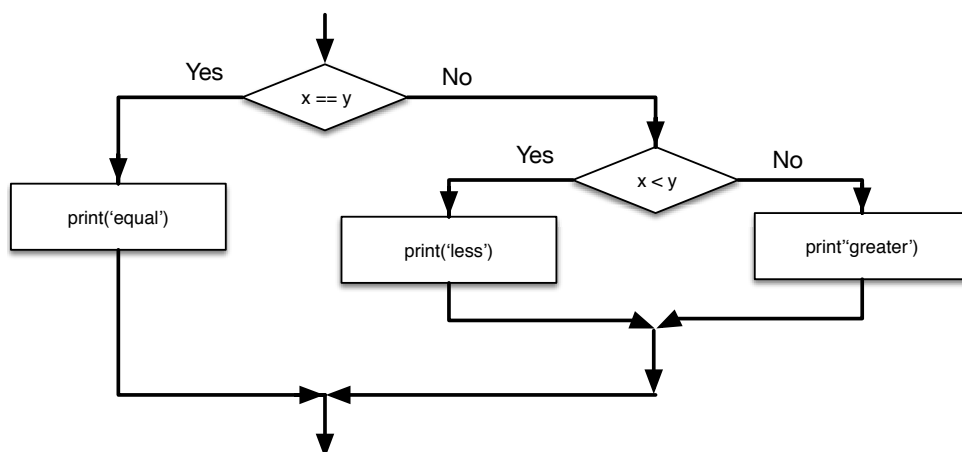 Yes
No
x == y
Yes
No
x < y
print(‘equal’)
print(‘less’)
print‘‘greater’)